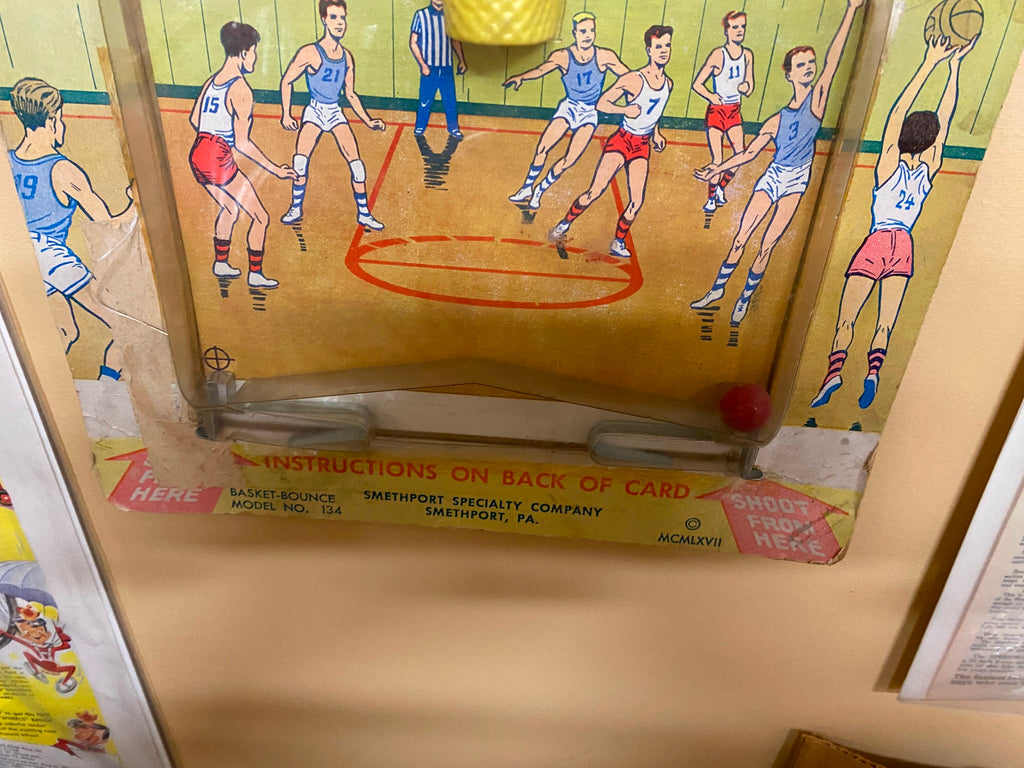 15
21
17
7
11
3
19
24
INSTRUCTIONS ON BACK OF CARD
HERE
BASKET-BOUNCE
MODEL NO. 134
SMETHPORT SPECIALTY COMPANY
SMETHPORT, PA.
©
MCMLXVII
SHOOT
FROM
HERE